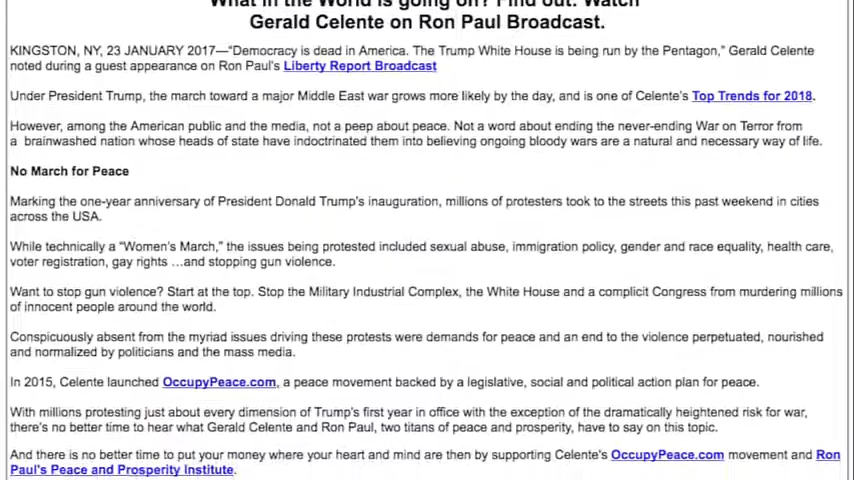 What in the World is going on? Find out. Watch
Gerald Celente on Ron Paul Broadcast.
KINGSTON, NY, 23 JANUARY 2017—“Democracy is dead in America. The Trump White House is being run by the Pentagon,” Gerald Celente
noted during a guest appearance on Ron Paul's Liberty Report Broadcast
Under President Trump, the march toward a major Middle East war grows more likely by the day, and is one of Celente’s Top Trends for 2018.
However, among the American public and the media, not a peep about peace. Not a word about ending the never-ending War on Terror from
a brainwashed nation whose heads of state have indoctrinated them into believing ongoing bloody wars are a natural and necessary way of life.
No March for Peace
Marking the one-year anniversary of President Donald Trump’s inauguration, millions of protesters took to the streets this past weekend in cities
across the USA.
While technically a “Women’s March,” the issues being protested included sexual abuse, immigration policy, gender and race equality, health care,
voter registration, gay rights …and stopping gun violence.
Want to stop gun violence? Start at the top. Stop the Military Industrial Complex, the White House and a complicit Congress from murdering millions
of innocent people around the world.
Conspicuously absent from the myriad issues driving these protests were demands for peace and an end to the violence perpetuated, nourished
and normalized by politicians and the mass media.
In 2015, Celente launched OccupyPeace.com, a peace movement backed by a legislative, social and political action plan for peace.
With millions protesting just about every dimension of Trump’s first year in office with the exception of the dramatically heightened risk for war,
there’s no better time to hear what Gerald Celente and Ron Paul, two titans of peace and prosperity, have to say on this topic.
And there is no better time to put your money where your heart and mind are then by supporting Celente's OccupyPeace.com movement and Ron
Paul's Peace and Prosperity Institute.